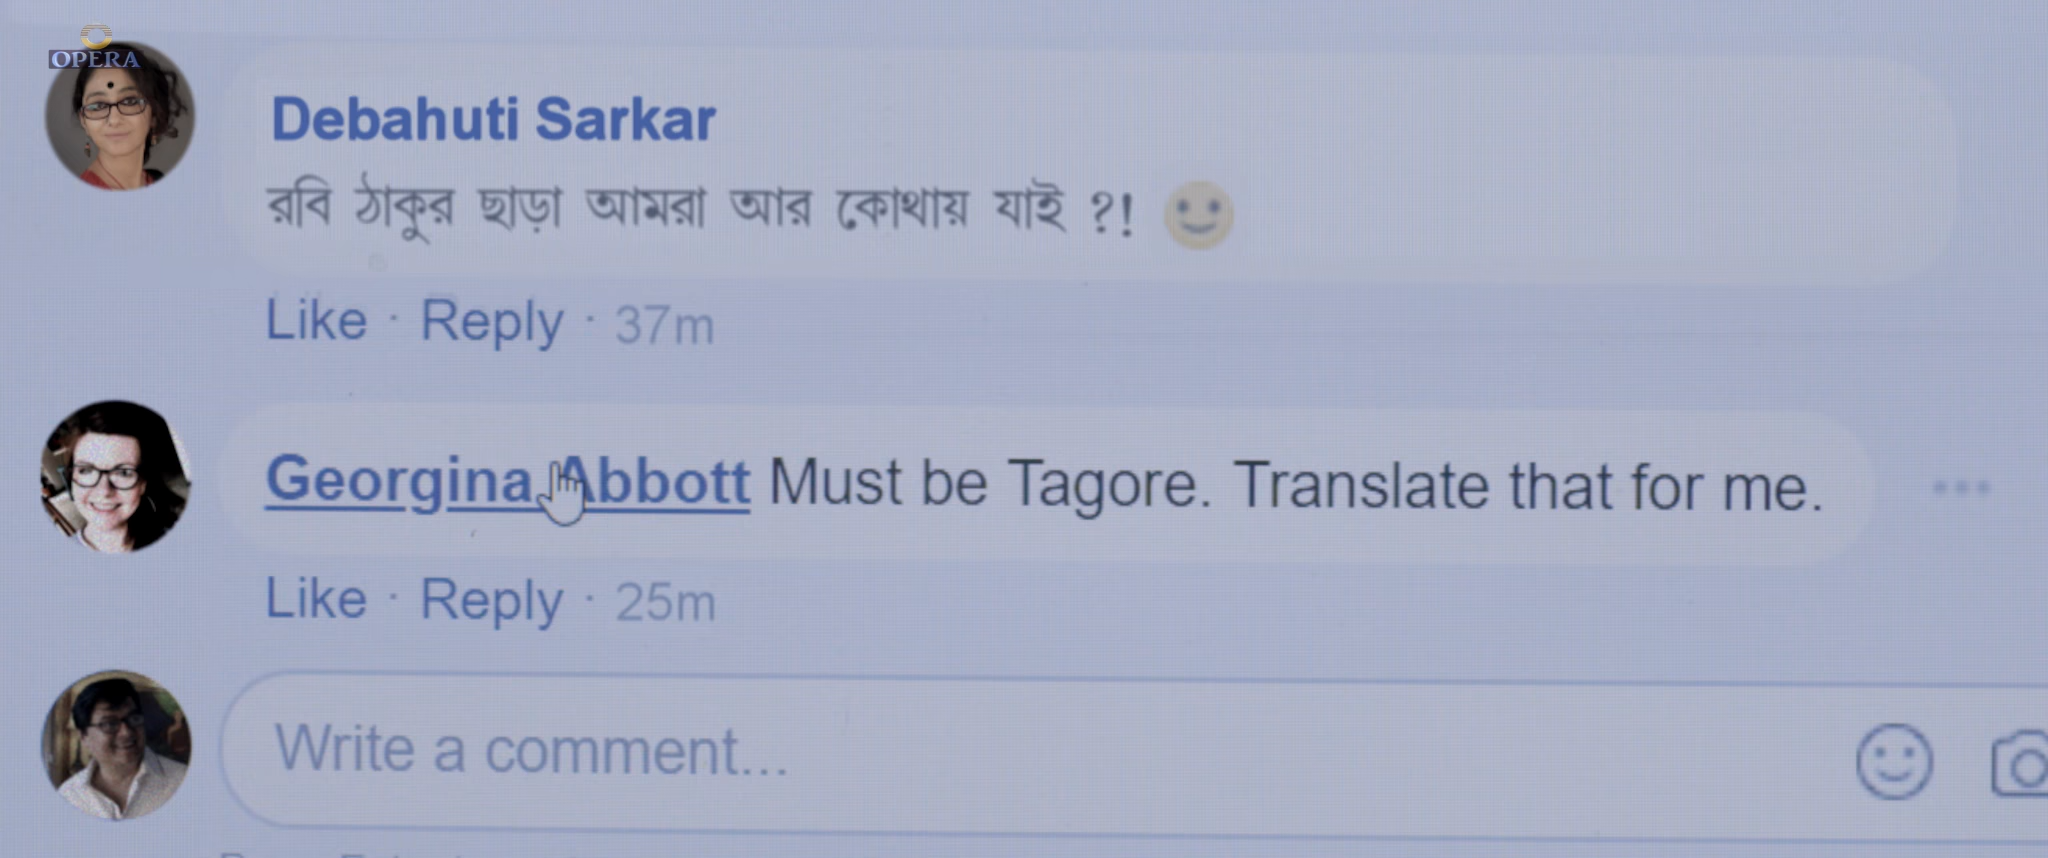 OPERA
Debahuti Sarkar
রবি ঠাকুর ছাড়া আমরা আর কোথায় যাই ?!
Like · Reply · 37m
Georgina Abbott Must be Tagore. Translate that for me.
Like · Reply · 25m
Write a comment...